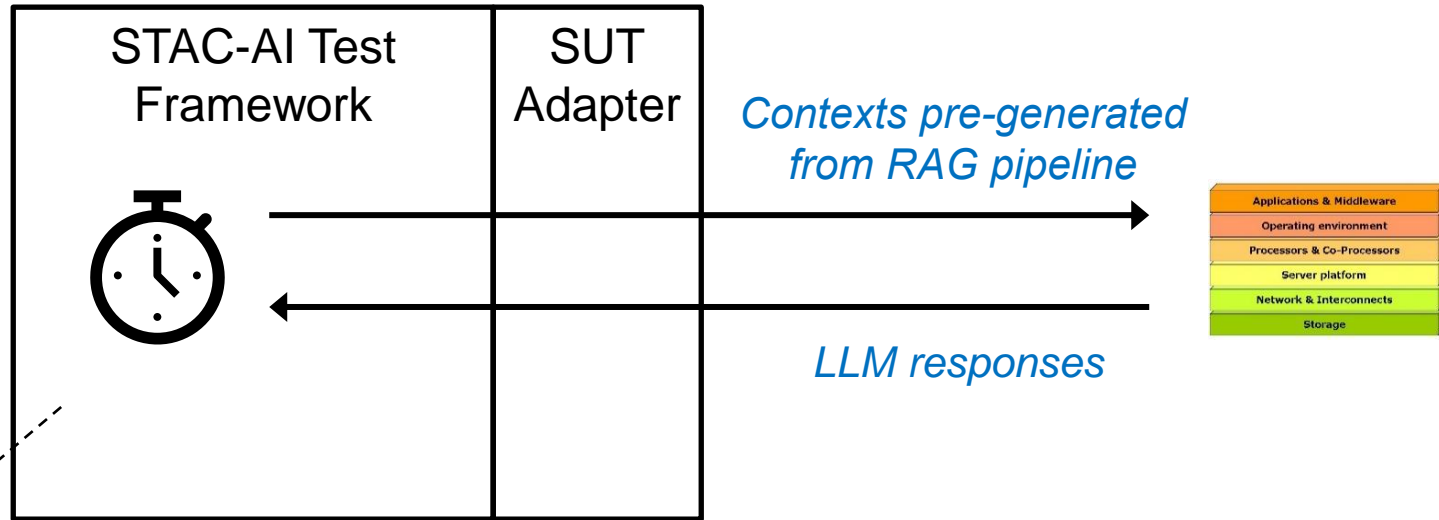 STAC-AI Test
Framework
SUT
Adapter
Contexts pre-generated
from RAG pipeline
Applications & Middleware
Operating environment
Processors & Co-Processors
Server platform
Network & Interconnects
Storage
LLM responses